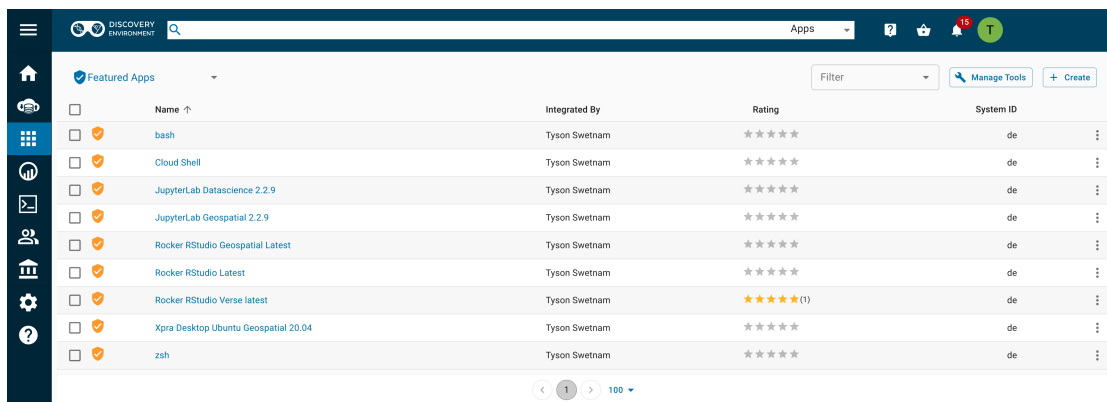 DISCOVERY
ENVIRONMENT
Apps
15
T
Featured Apps
Filter
Manage Tools
+ Create
Name ↑ Integrated By Rating System ID
bash Tyson Swetnam de
Cloud Shell Tyson Swetnam de
JupyterLab Datascience 2.2.9 Tyson Swetnam de
JupyterLab Geospatial 2.2.9 Tyson Swetnam de
Rocker RStudio Geospatial Latest Tyson Swetnam de
Rocker RStudio Latest Tyson Swetnam de
Rocker RStudio Verse latest Tyson Swetnam (1) de
Xpra Desktop Ubuntu Geospatial 20.04 Tyson Swetnam de
zsh Tyson Swetnam de
< 1 > 100